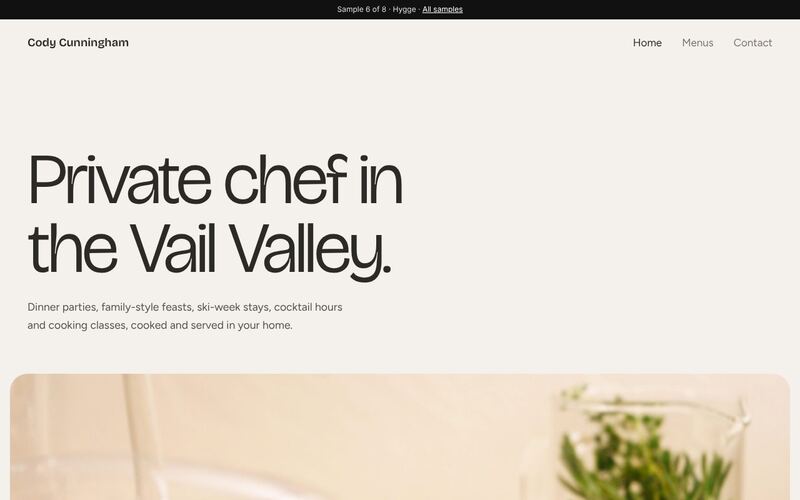 Sample 6 of 8 · Hygge · All samples
Cody Cunningham
Home Menus Contact
Private chef in
the Vail Valley.
Dinner parties, family-style feasts, ski-week stays, cocktail hours
and cooking classes, cooked and served in your home.